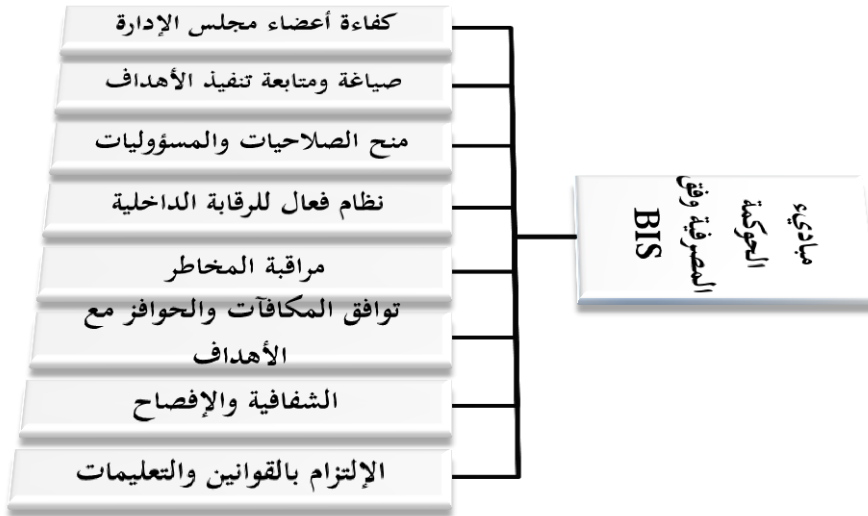 مباديء
الحوكمة
المصرفية وفق
BIS
كفاءة أعضاء مجلس الإدارة
صياغة ومتابعة تنفيذ الأهداف
منح الصلاحيات والمسؤوليات
نظام فعال للرقابة الداخلية
مراقبة المخاطر
توافق المكافآت والحوافز مع
الأهداف
الشفافية والإفصاح
الإلتزام بالقوانين والتعليمات